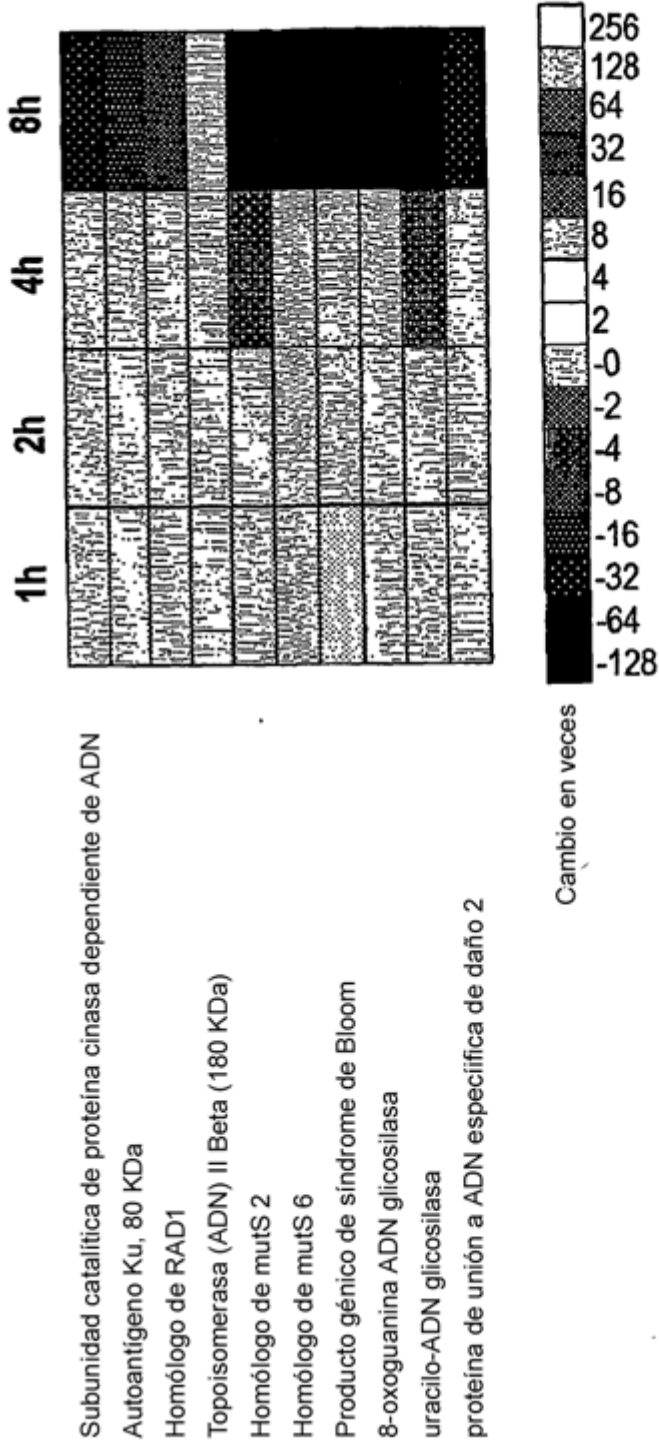 1h
2h
4h
8h
Subunidad catalítica de proteína cinasa dependiente de ADN
Autoantígeno Ku, 80 KDa
Homólogo de RAD1
Topoisomerasa (ADN) II Beta (180 KDa)
Homólogo de mutS 2
Homólogo de mutS 6
Producto génico de síndrome de Bloom
8-oxoguanina ADN glicosilasa
uracilo-ADN glicosilasa
proteína de unión a ADN especiífica de daño 2
Cambio en veces
-128
-64
-32
-16
-8
-4
-2
-0
2
4
8
16
32
64
128
256